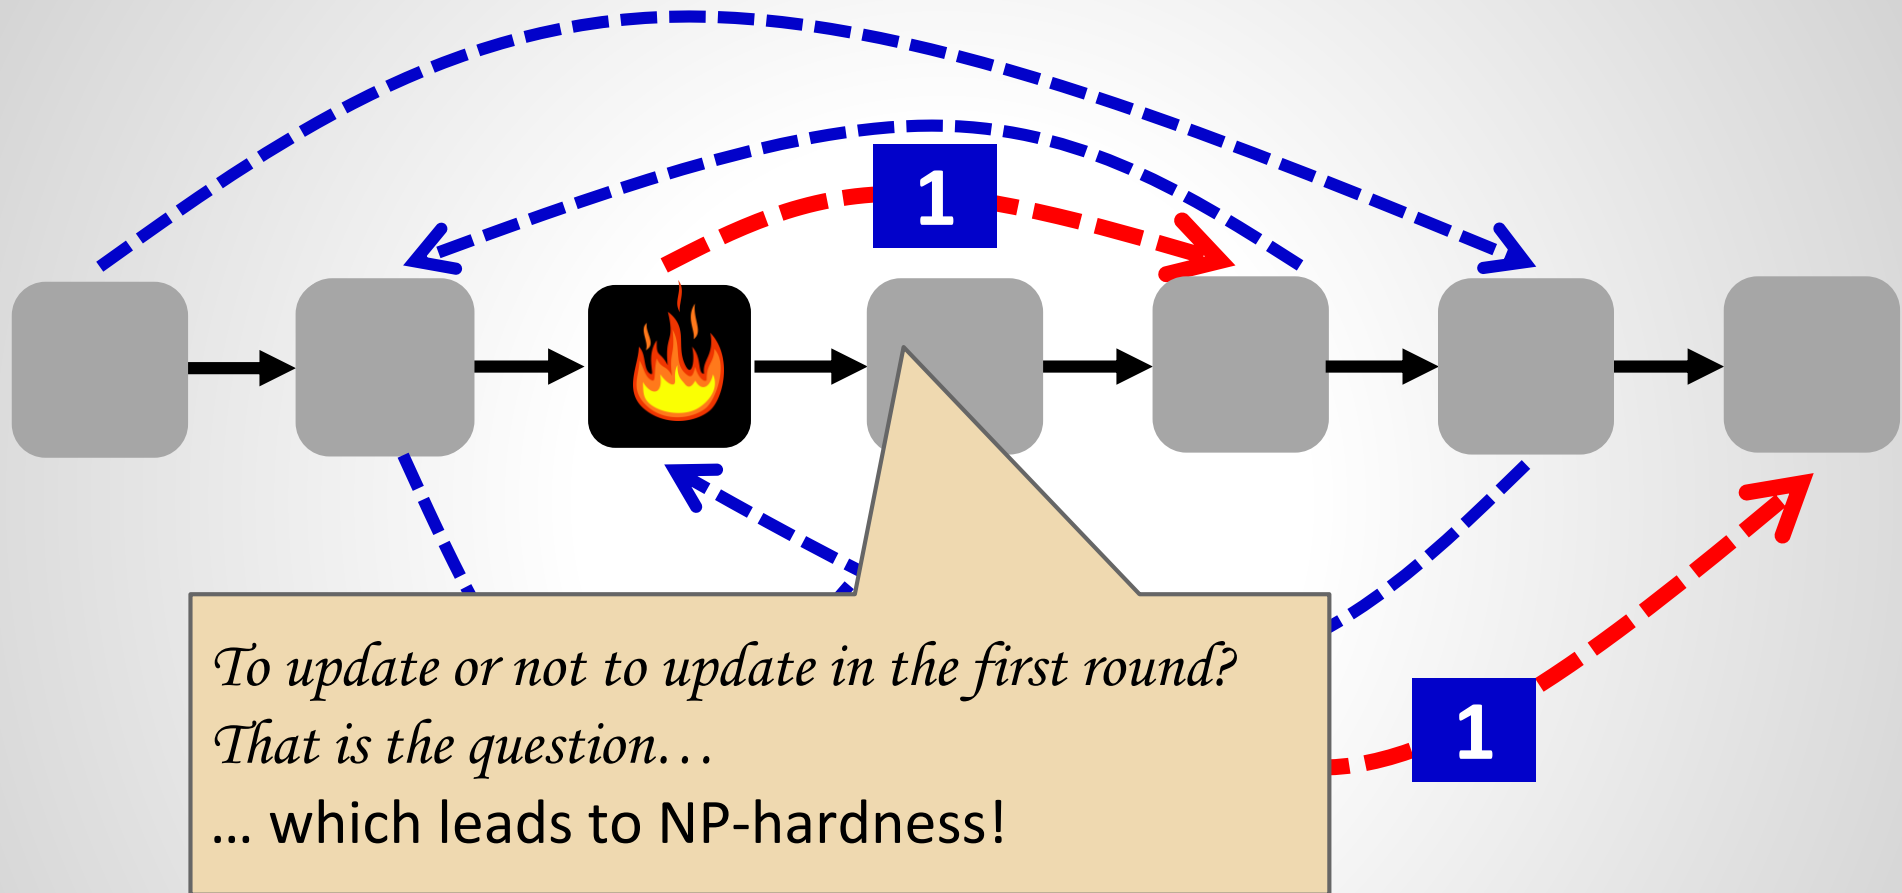 1
To update or not to update in the first round?
That is the question…
… which leads to NP-hardness!
1